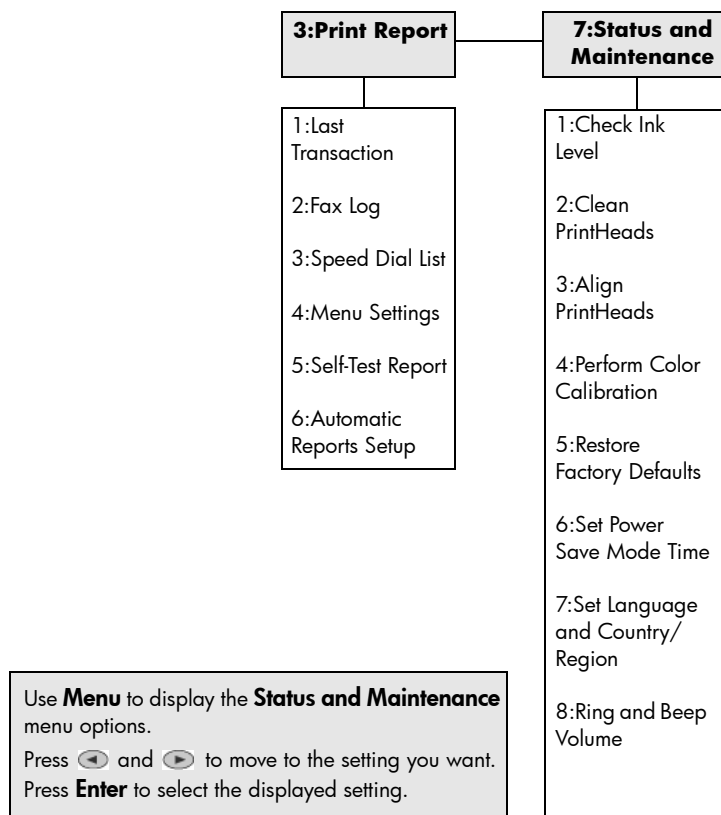 3:Print Report
1:Last
Transaction
2:Fax Log
3:Speed Dial List
4:Menu Settings
5:Self-Test Report
6:Automatic
Reports Setup
7:Status and
Maintenance
1:Check Ink
Level
2:Clean
PrintHeads
3:Align
PrintHeads
4:Perform Color
Calibration
5:Restore
Factory Defaults
6:Set Power
Save Mode Time
7:Set Language
and Country/
Region
8:Ring and Beep
Volume
Use Menu to display the Status and Maintenance
menu options.
Press and to move to the setting you want.
Press Enter to select the displayed setting.